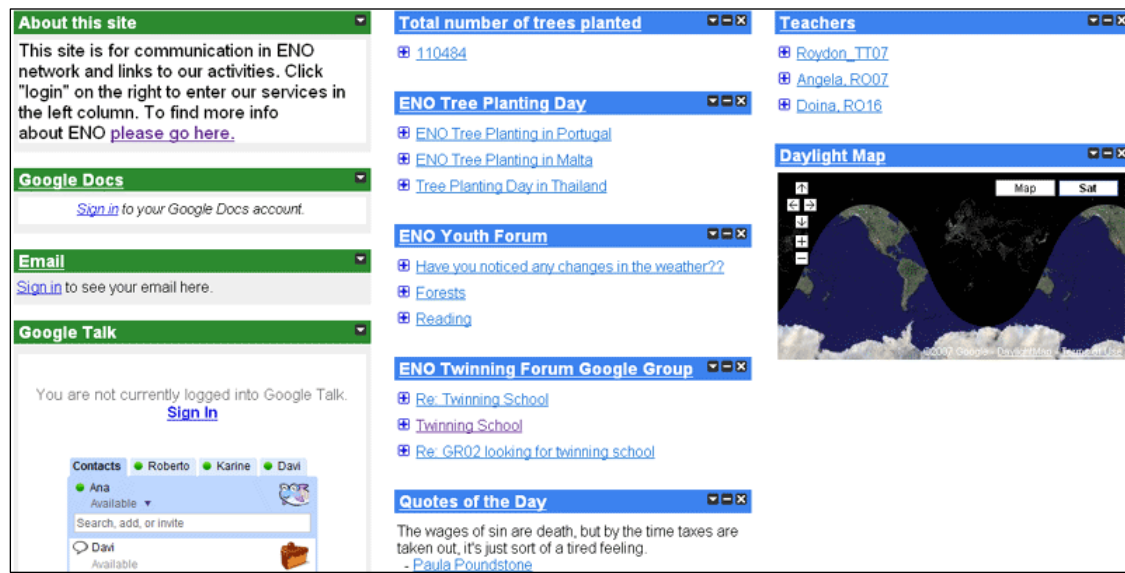 About this site
This site is for communication in ENO
network and links to our activities. Click
"login" on the right to enter our services in
the left column. To find more info
about ENO please go here.
Google Docs
Sign in to your Google Docs account.
Email
Sign in to see your email here.
Google Talk
You are not currently logged into Google Talk.
Sign In
Contacts Roberto Karine Davi
Ana
Available
Search, add, or invite
Davi
Available
Total number of trees planted
110484
ENO Tree Planting Day
ENO Tree Planting in Portugal
ENO Tree Planting in Malta
Tree Planting Day in Thailand
ENO Youth Forum
Have you noticed any changes in the weather??
Forests
Reading
ENO Twinning Forum Google Group
Re: Twinning School
Twinning School
Re: GR02 looking for twinning school
Quotes of the Day
The wages of sin are death, but by the time taxes are
taken out, it's just sort of a tired feeling.
- Paula Poundstone
Teachers
Roydon_TT07
Angela, RO07
Doina, RO16
Daylight Map
Map Sat
©2007 Google - DaylightMap - Terms of Use